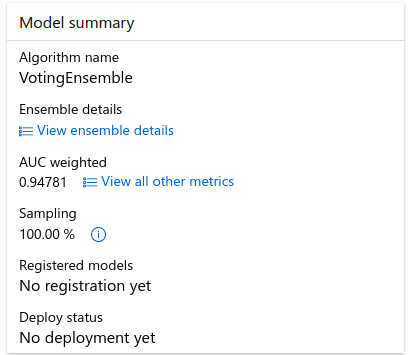 Model summary
Algorithm name
VotingEnsemble
Ensemble details
View ensemble details
AUC weighted
0.94781 View all other metrics
Sampling
100.00 %
Registered models
No registration yet
Deploy status
No deployment yet